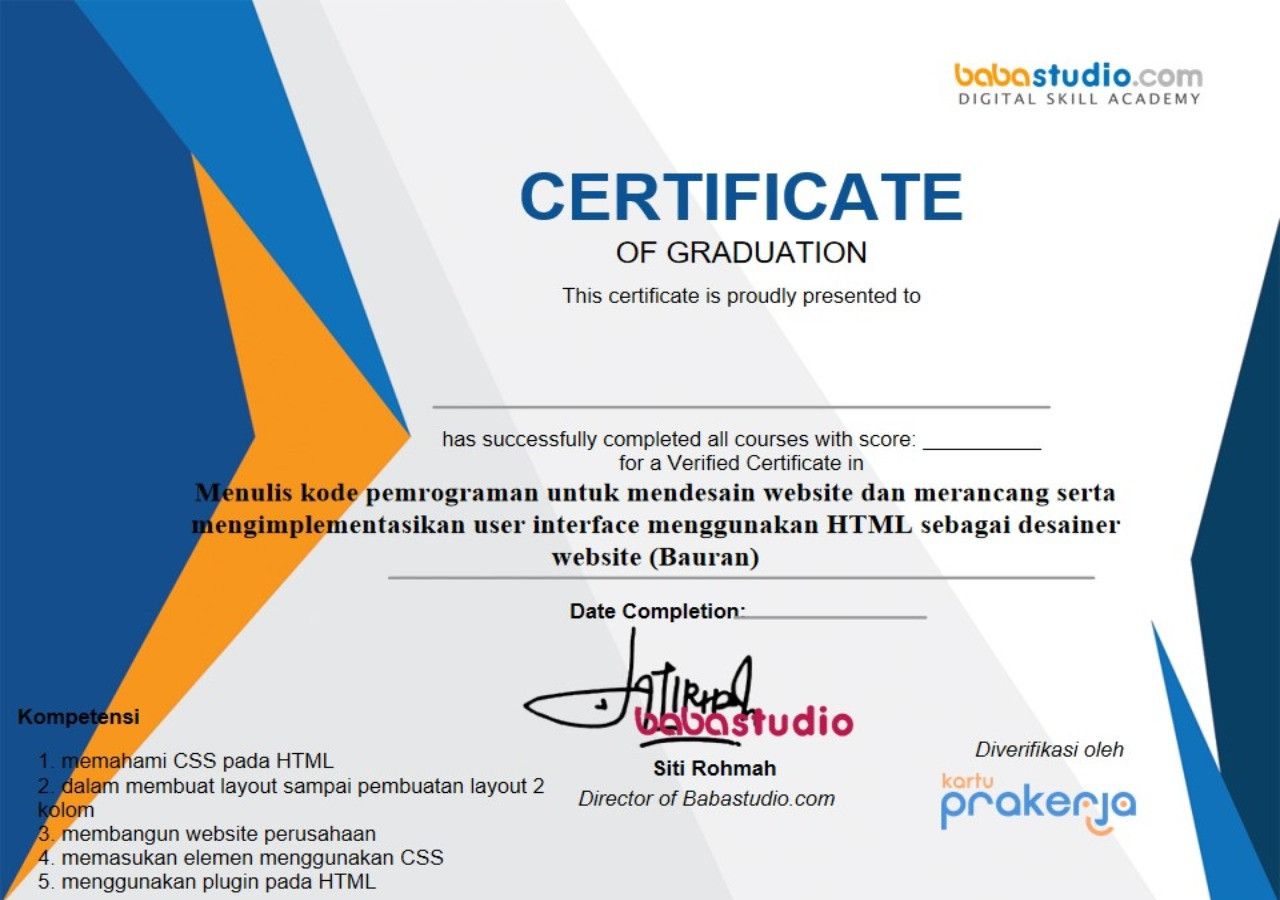 babastudio.com
DIGITAL SKILL ACADEMY
CERTIFICATE
OF GRADUATION
This certificate is proudly presented to
has successfully completed all courses with score: ___________
for a Verified Certificate in
Menulis kode pemrograman untuk mendesain website dan merancang serta
mengimplementasikan user interface menggunakan HTML sebagai desainer
website (Bauran)
Date Completion:
babastudio
Siti Rohmah
Director of Babastudio.com
Kompetensi
1. memahami CSS pada HTML
2. dalam membuat layout sampai pembuatan layout 2
kolom
3. membangun website perusahaan
4. memasukan elemen menggunakan CSS
5. menggunakan plugin pada HTML
Diverifikasi oleh
kartu
prakerja